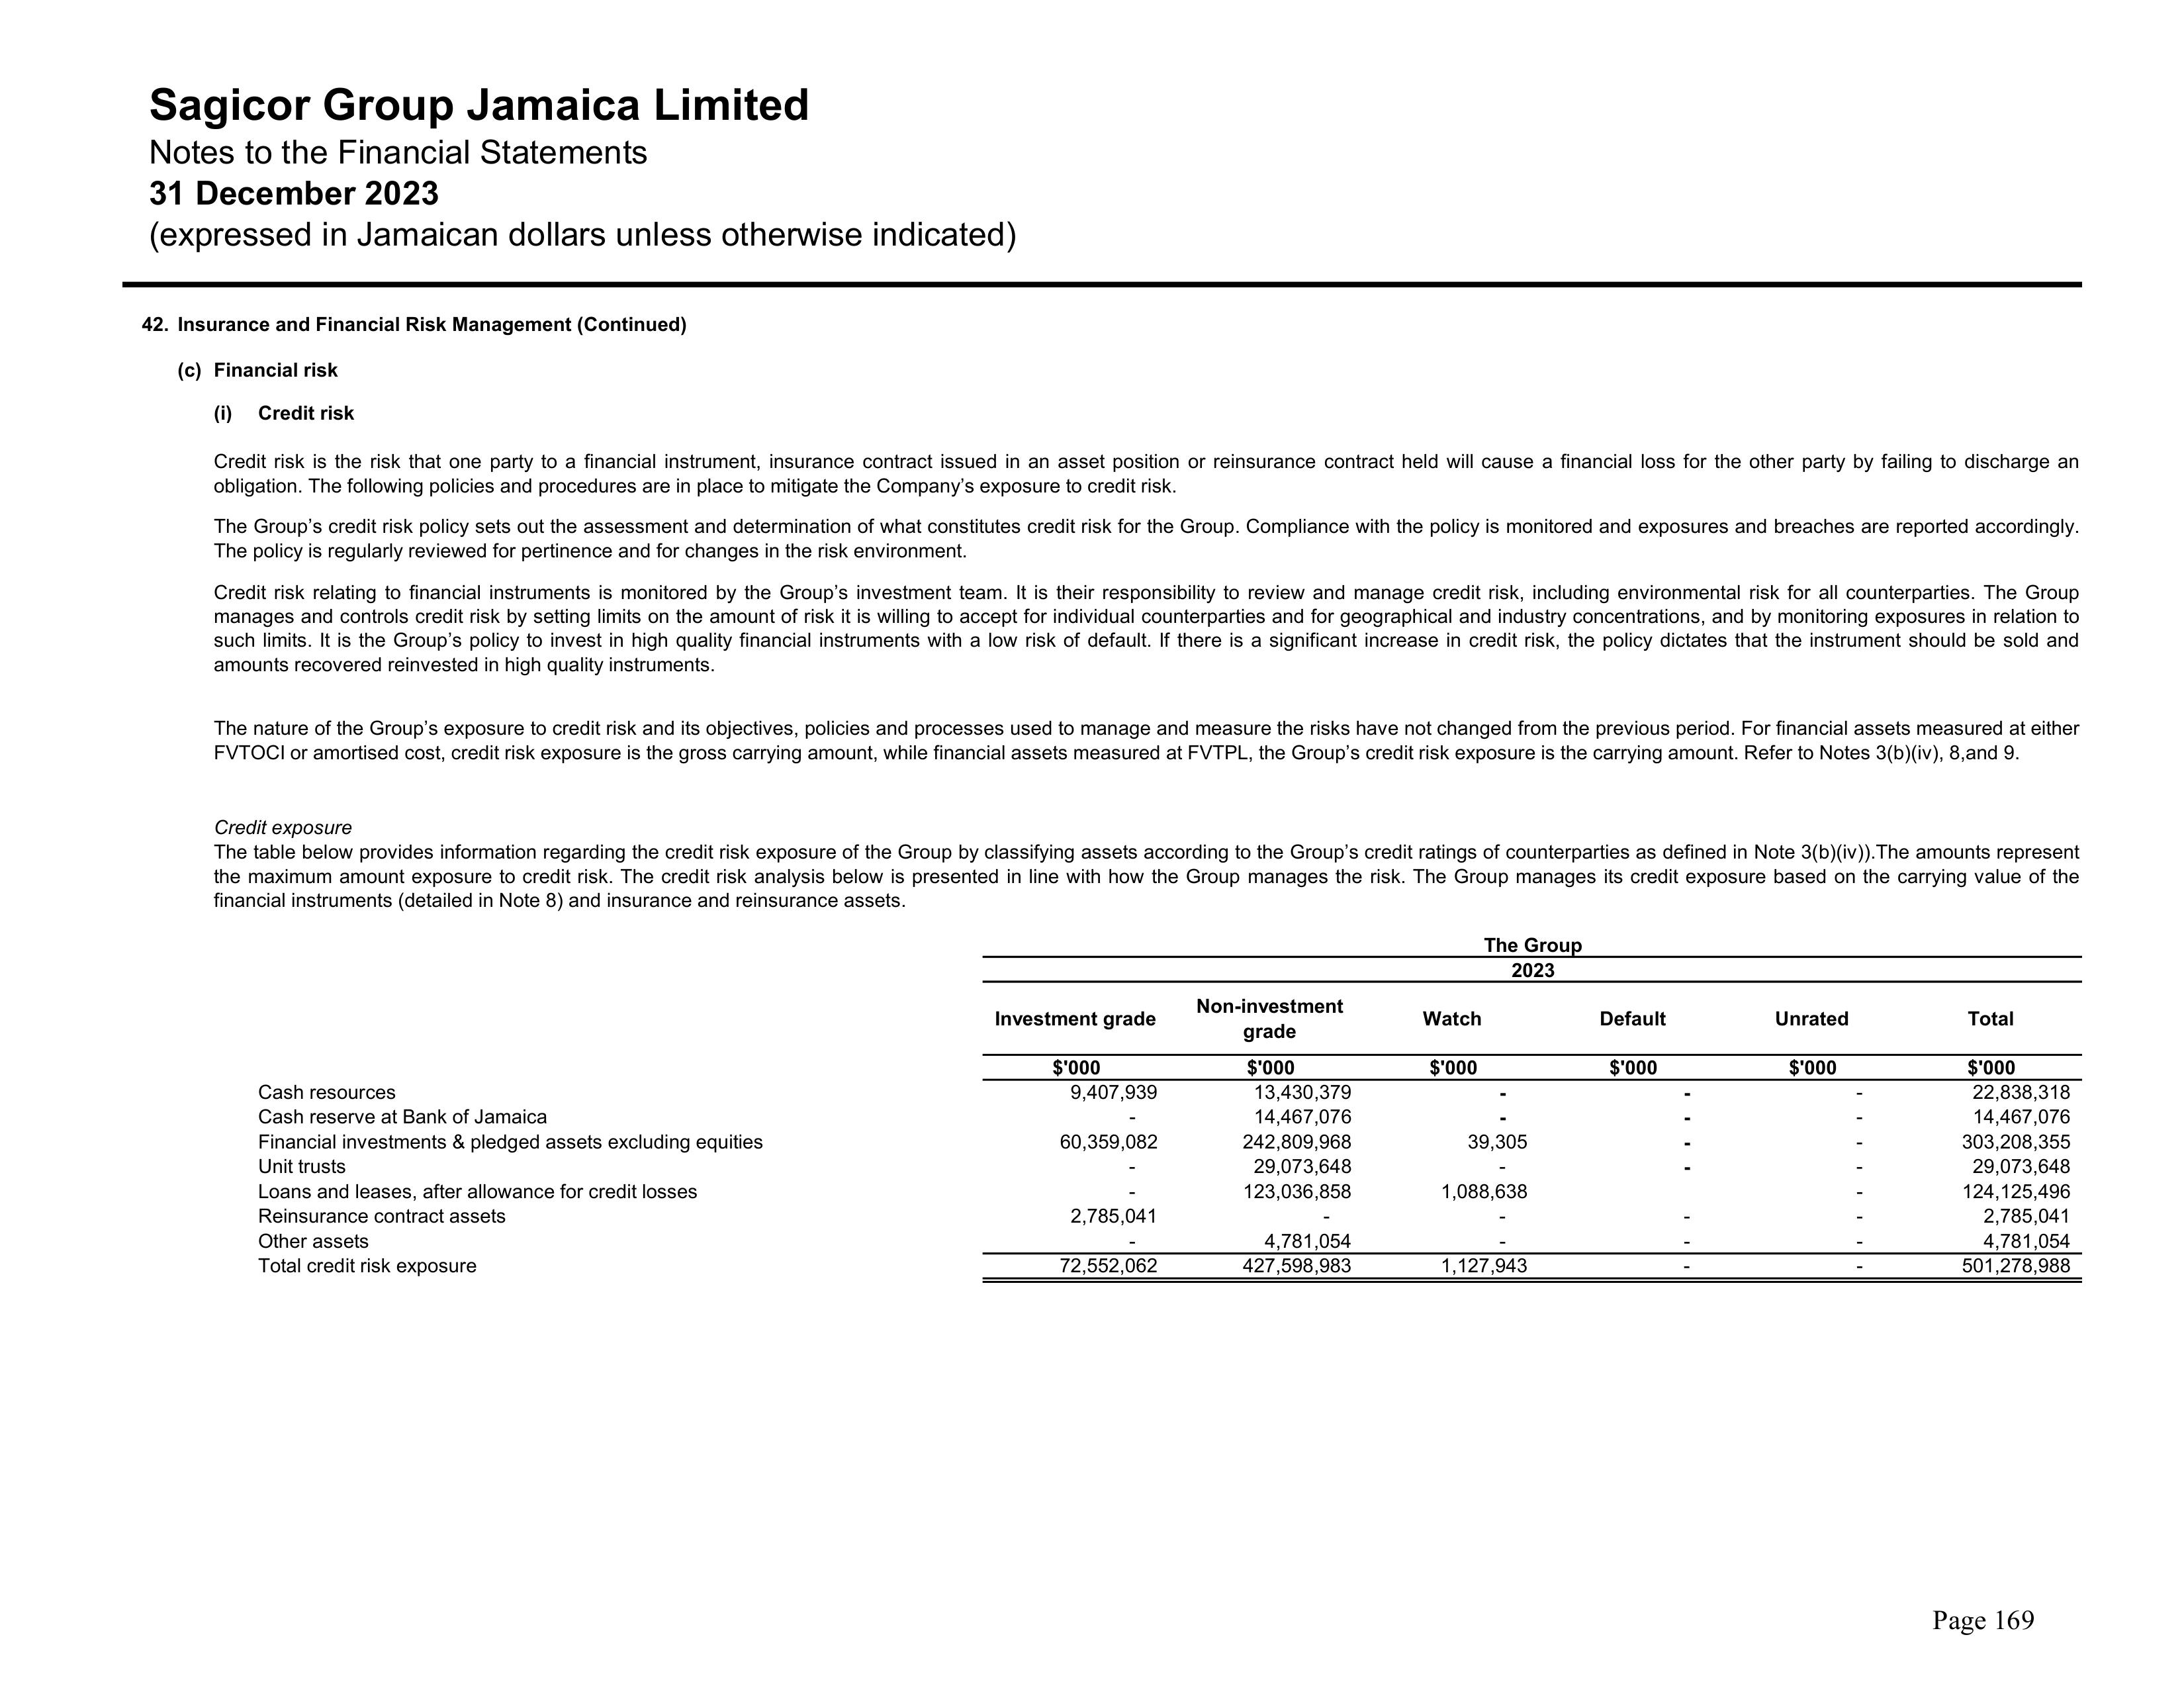 Sagicor Group Jamaica Limited
Notes to the Financial Statements
31 December 2023
(expressed in Jamaican dollars unless otherwise indicated)
42. Insurance and Financial Risk Management (Continued)
(c) Financial risk
(i) Credit risk
Credit risk is the risk that one party to a financial instrument, insurance contract issued in an asset position or reinsurance contract held will cause a financial loss for the other party by failing to discharge an
obligation. The following policies and procedures are in place to mitigate the Company’s exposure to credit risk.
The Group’s credit risk policy sets out the assessment and determination of what constitutes credit risk for the Group. Compliance with the policy is monitored and exposures and breaches are reported accordingly.
The policy is regularly reviewed for pertinence and for changes in the risk environment.
Credit risk relating to financial instruments is monitored by the Group’s investment team. It is their responsibility to review and manage credit risk, including environmental risk for all counterparties. The Group
manages and controls credit risk by setting limits on the amount of risk it is willing to accept for individual counterparties and for geographical and industry concentrations, and by monitoring exposures in relation to
such limits. It is the Group’s policy to invest in high quality financial instruments with a low risk of default. If there is a significant increase in credit risk, the policy dictates that the instrument should be sold and
amounts recovered reinvested in high quality instruments.
The nature of the Group’s exposure to credit risk and its objectives, policies and processes used to manage and measure the risks have not changed from the previous period. For financial assets measured at either
FVTOCI or amortised cost, credit risk exposure is the gross carrying amount, while financial assets measured at FVTPL, the Group’s credit risk exposure is the carrying amount. Refer to Notes 3(b)(iv), 8,and 9.
Credit exposure
The table below provides information regarding the credit risk exposure of the Group by classifying assets according to the Group’s credit ratings of counterparties as defined in Note 3(b)(iv)).The amounts represent
the maximum amount exposure to credit risk. The credit risk analysis below is presented in line with how the Group manages the risk. The Group manages its credit exposure based on the carrying value of the
financial instruments (detailed in Note 8) and insurance and reinsurance assets.
The Group
2023
Investment grade Non-investment grade Watch Default Unrated Total
$'000 $'000 $'000 $'000 $'000 $'000
Cash resources 9,407,939 13,430,379 - - - 22,838,318
Cash reserve at Bank of Jamaica - 14,467,076 - - - 14,467,076
Financial investments & pledged assets excluding equities 60,359,082 242,809,968 39,305 - - 303,208,355
Unit trusts - 29,073,648 - - - 29,073,648
Loans and leases, after allowance for credit losses - 123,036,858 1,088,638 - 124,125,496
Reinsurance contract assets 2,785,041 - - - - 2,785,041
Other assets - 4,781,054 - - - 4,781,054
Total credit risk exposure 72,552,062 427,598,983 1,127,943 - - 501,278,988
Page 169